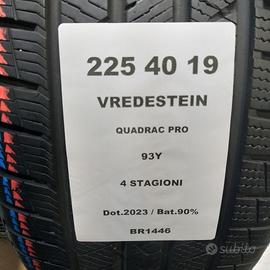 225 40 19
VREDESTEIN
QUADRAC PRO
93Y
4 STAGIONI
Dot.2023 / Bat.90%
BR1446
subito